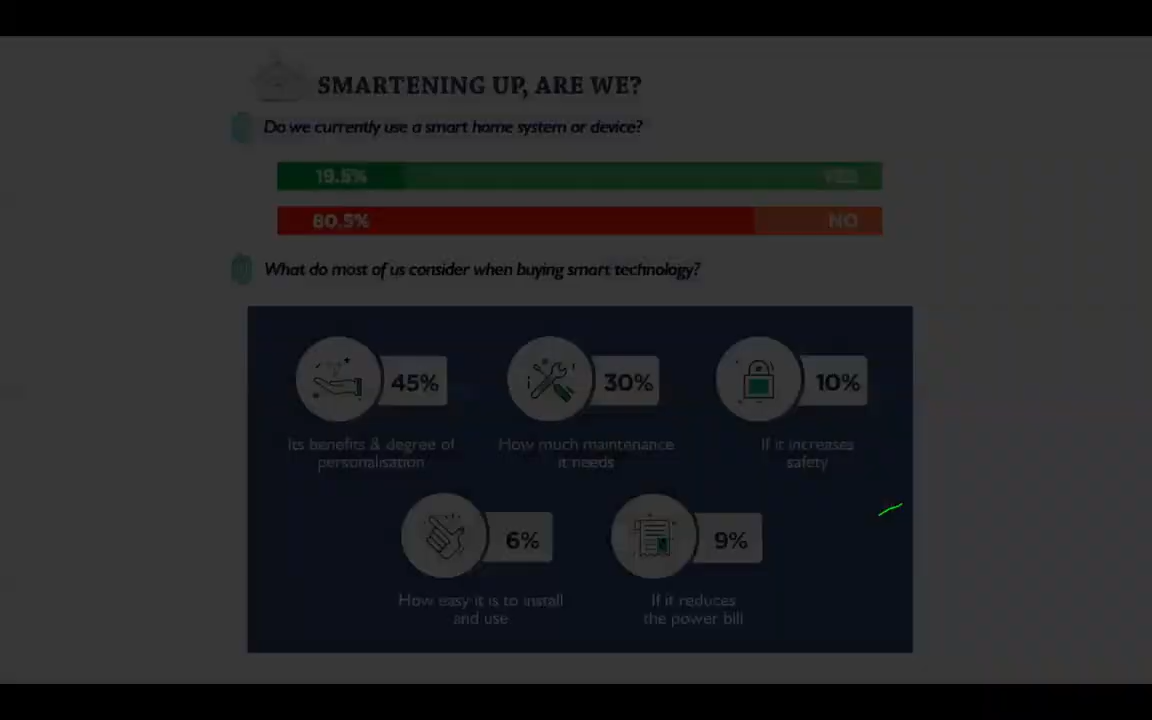 SMARTENING UP, ARE WE?
Do we currently use a smart home system or device?
19.5% YES
80.5% NO
What do most of us consider when buying smart technology?
45% 30% 10%
Its benefits & degree of How much maintenance If it increases
personalisation it needs safety
6% 9%
How easy it is to install If it reduces
and use the power bill